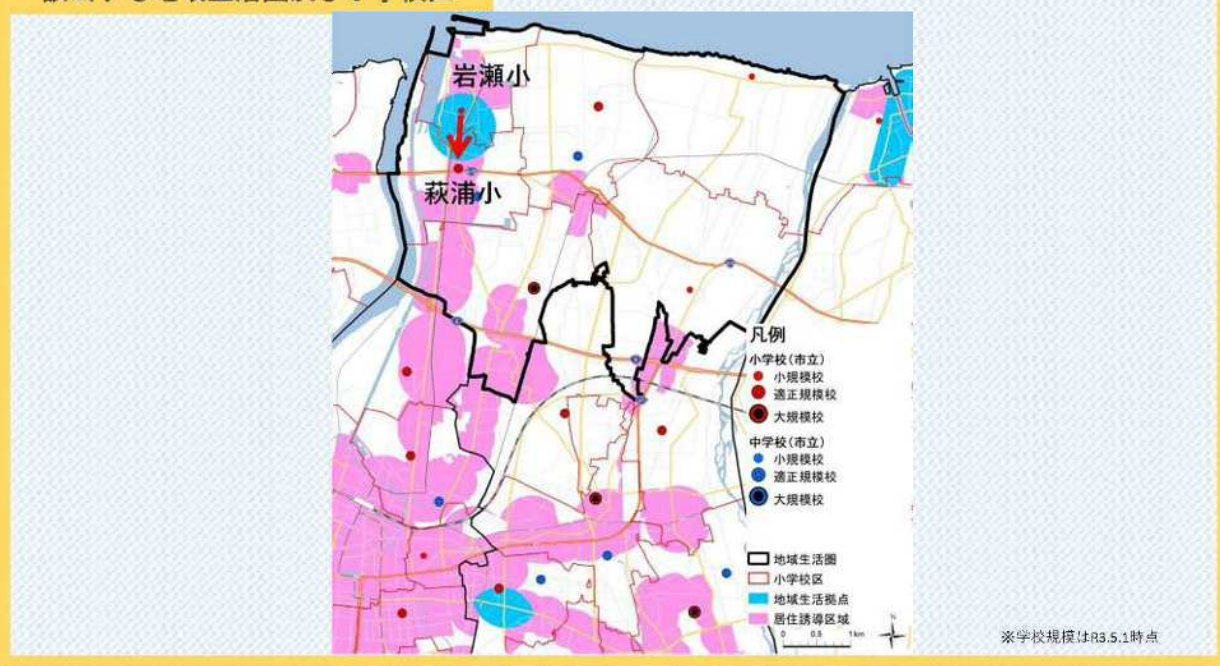 岩瀬小
萩浦小
凡例
小学校(市立)
小規模校
適正規模校
大規模校
中学校(市立)
小規模校
適正規模校
大規模校
地域生活圏
小学校区
地域生活拠点
居住誘導区域
0 0.5 1km
N
※学校規模はR3.5.1時点